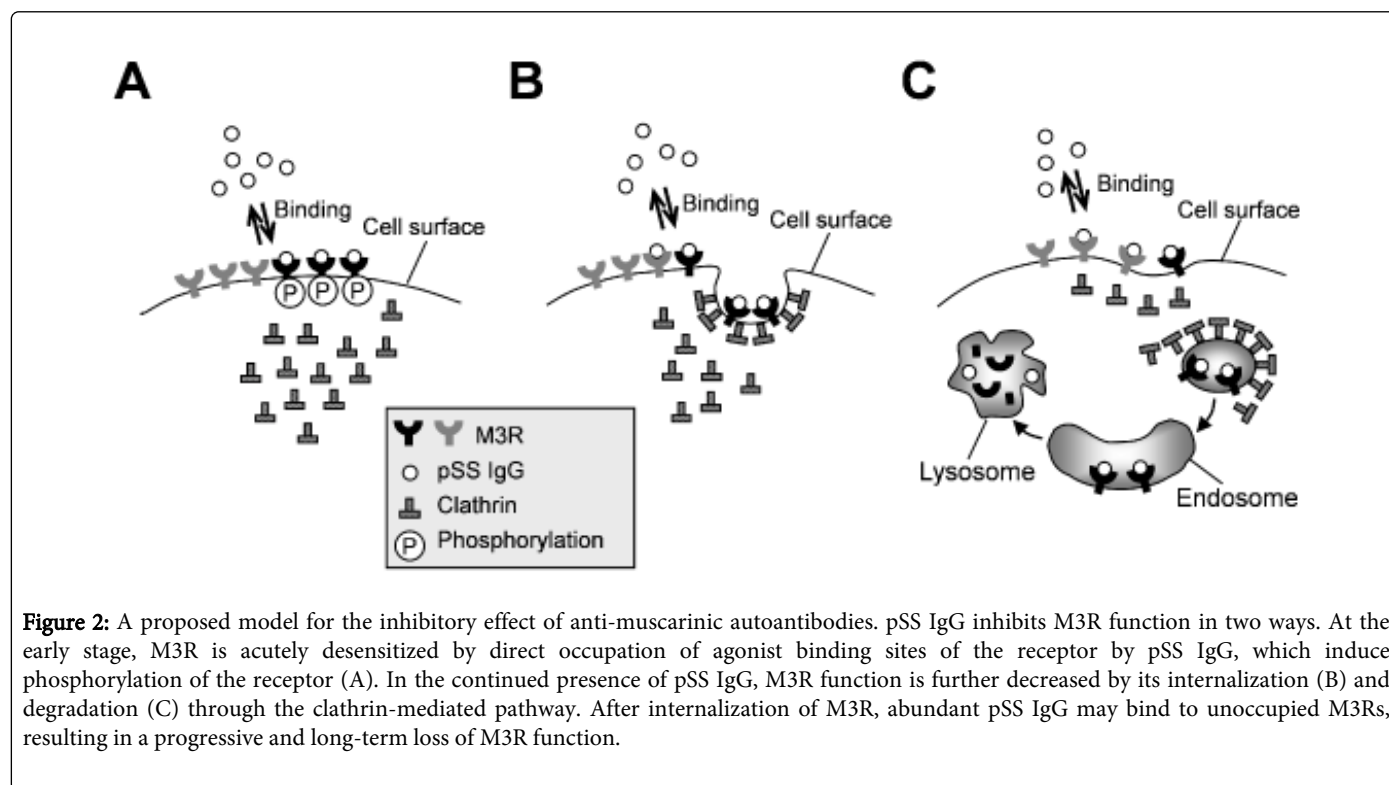 A
B
C
Binding
Cell surface
Binding
Cell surface
Binding
Cell surface
P P P
M3R
pSS IgG
Clathrin
P Phosphorylation
Lysosome
Endosome
Figure 2: A proposed model for the inhibitory effect of anti-muscarinic autoantibodies. pSS IgG inhibits M3R function in two ways. At the
early stage, M3R is acutely desensitized by direct occupation of agonist binding sites of the receptor by pSS IgG, which induce
phosphorylation of the receptor (A). In the continued presence of pSS IgG, M3R function is further decreased by its internalization (B) and
degradation (C) through the clathrin-mediated pathway. After internalization of M3R, abundant pSS IgG may bind to unoccupied M3Rs,
resulting in a progressive and long-term loss of M3R function.